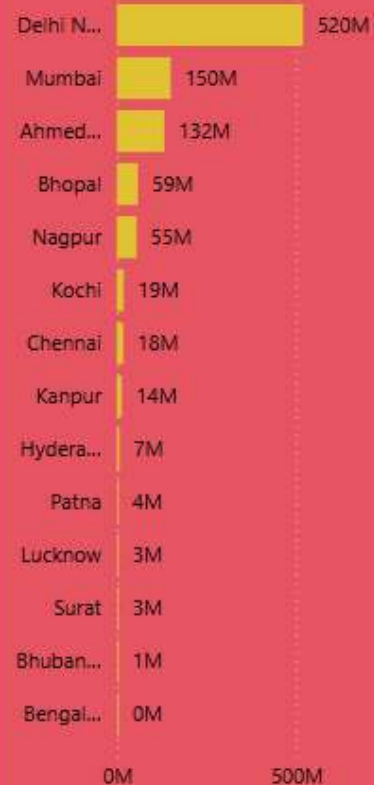 Delhi N... 520M
Mumbai 150M
Ahmed... 132M
Bhopal 59M
Nagpur 55M
Kochi 19M
Chennai 18M
Kanpur 14M
Hydera... 7M
Patna 4M
Lucknow 3M
Surat 3M
Bhuban... 1M
Bengal... 0M
0M 500M